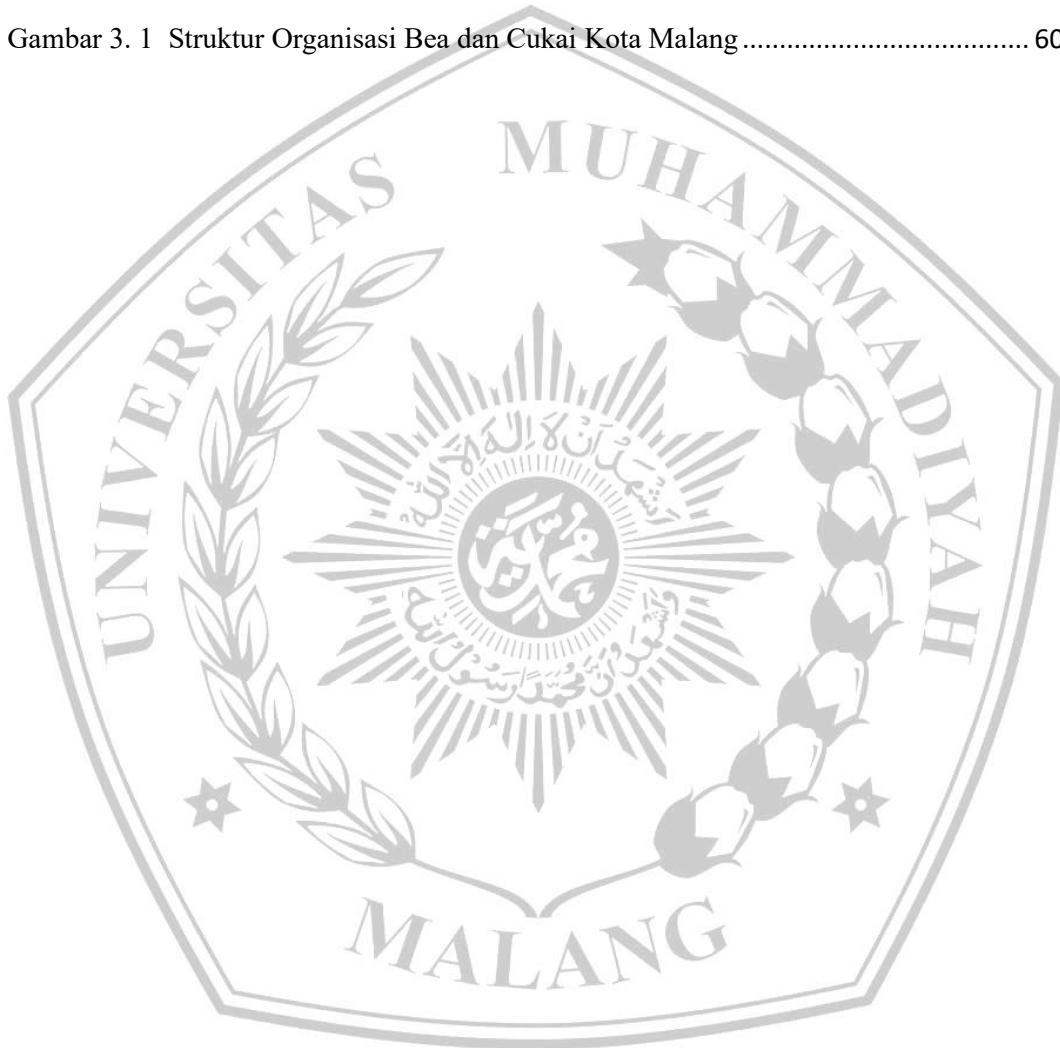 Gambar 3. 1 Struktur Organisasi Bea dan Cukai Kota Malang ....................................... 60
UNIVERSITAS MUHAMMADIYAH
MALANG